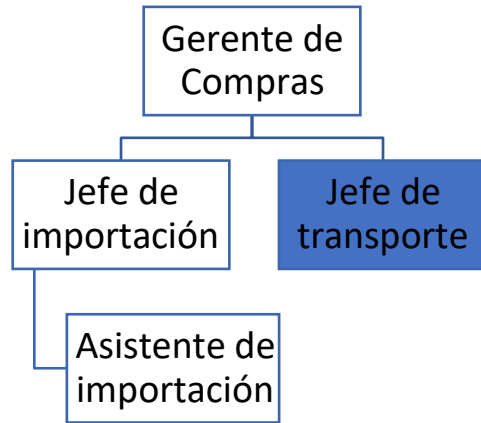 Gerente de
Compras
Jefe de
importación
Jefe de
transporte
Asistente de
importación